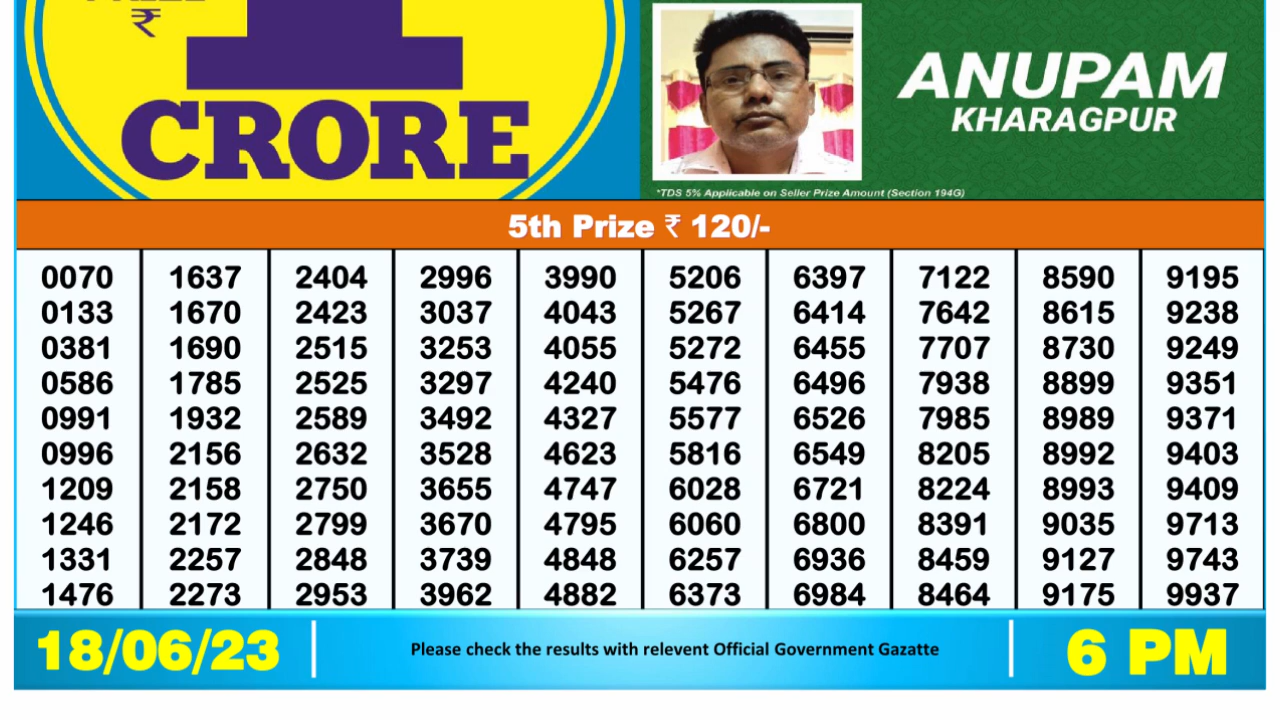 ₹ 1
CRORE
ANUPAM
KHARAGPUR
*TDS 5% Applicable on Seller Prize Amount (Section 194G)
5th Prize ₹ 120/-
0070 1637 2404 2996 3990 5206 6397 7122 8590 9195
0133 1670 2423 3037 4043 5267 6414 7642 8615 9238
0381 1690 2515 3253 4055 5272 6455 7707 8730 9249
0586 1785 2525 3297 4240 5476 6496 7938 8899 9351
0991 1932 2589 3492 4327 5577 6526 7985 8989 9371
0996 2156 2632 3528 4623 5816 6549 8205 8992 9403
1209 2158 2750 3655 4747 6028 6721 8224 8993 9409
1246 2172 2799 3670 4795 6060 6800 8391 9035 9713
1331 2257 2848 3739 4848 6257 6936 8459 9127 9743
1476 2273 2953 3962 4882 6373 6984 8464 9175 9937
18/06/23 Please check the results with relevent Official Government Gazatte 6 PM